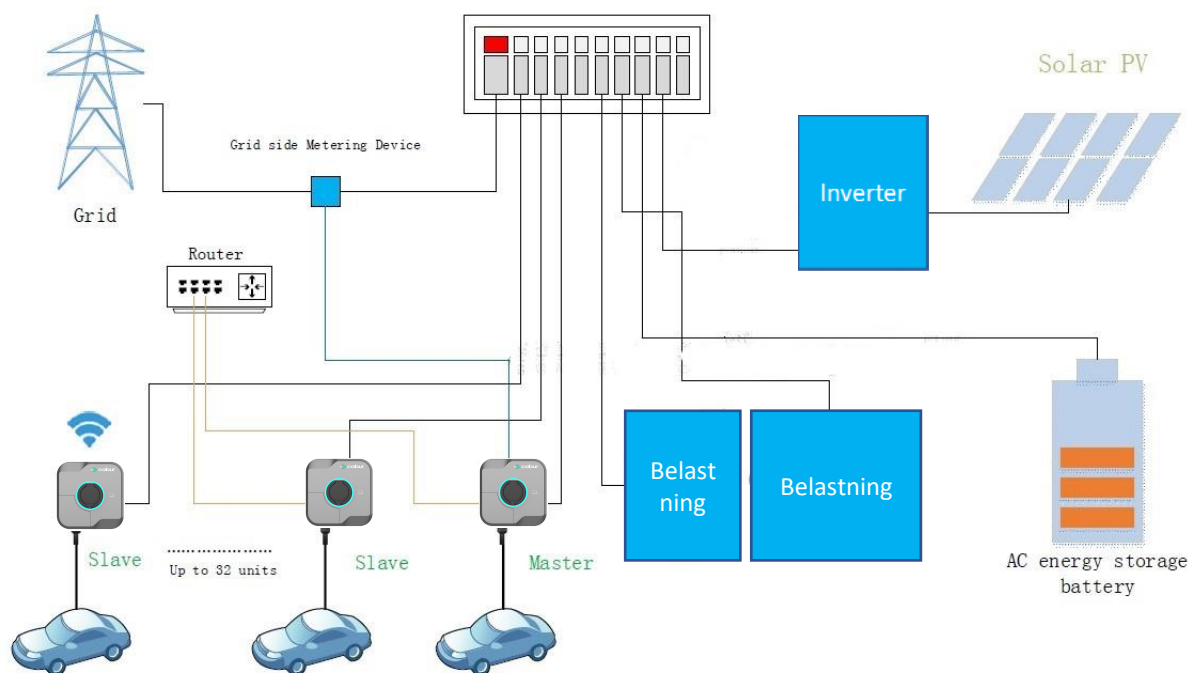 Solar PV
Grid side Metering Device
Inverter
Grid
Router
Belast
ning
Belastning
Slave
Up to 32 units
Slave
Master
AC energy storage
battery